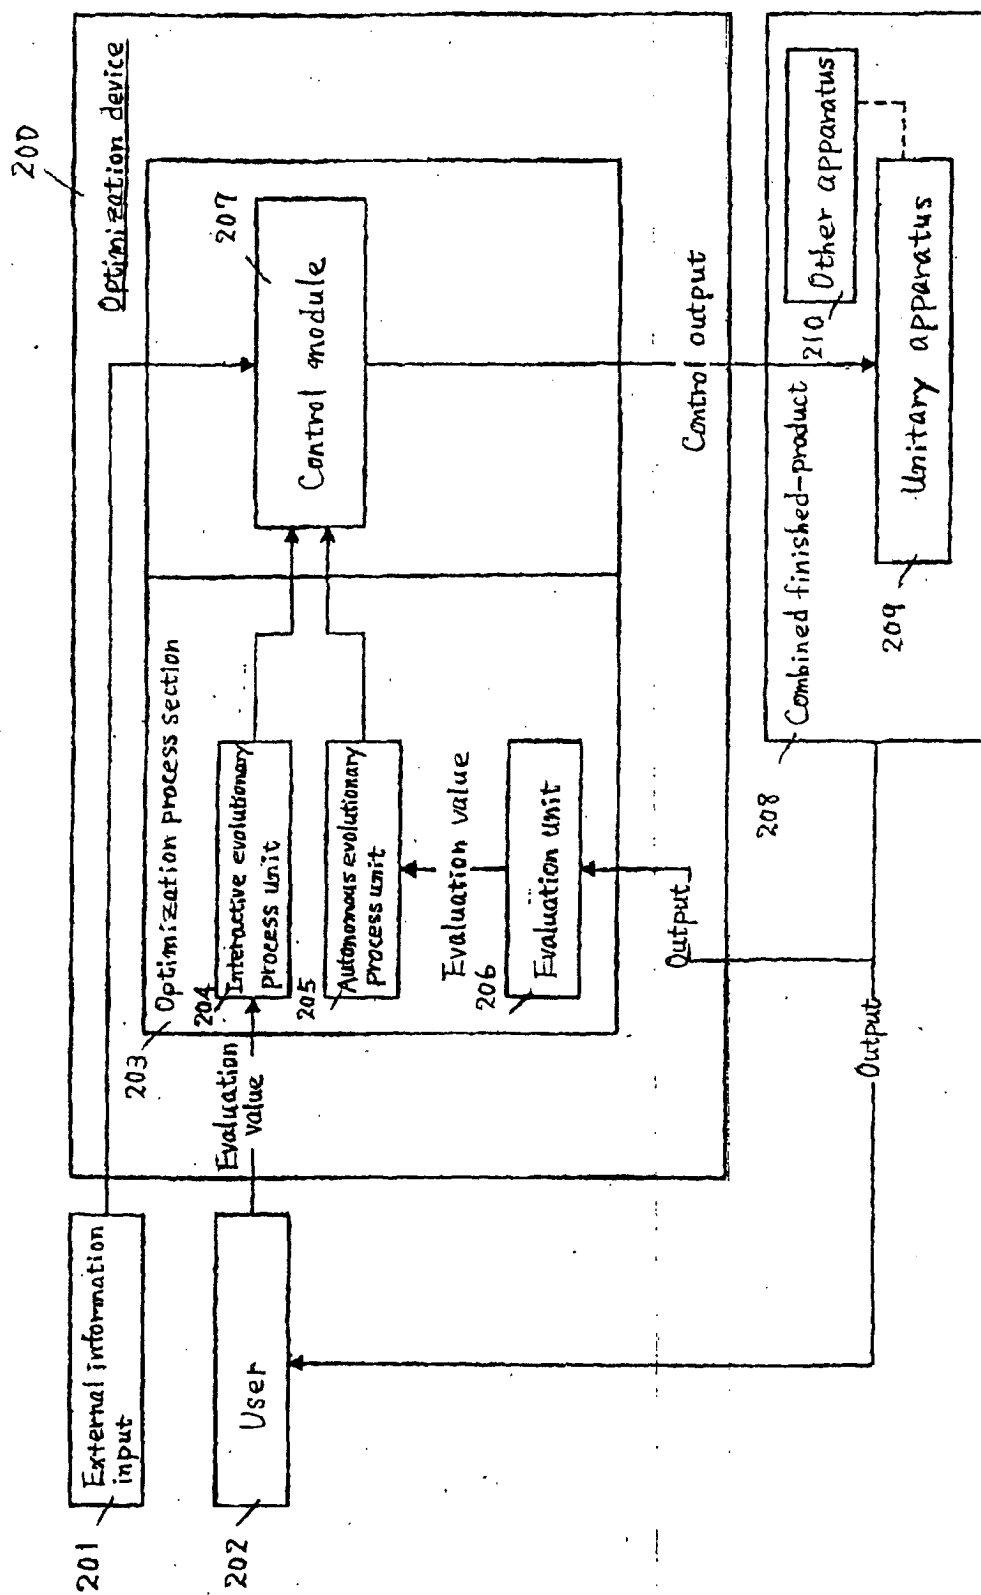 200
Optimization device
201
External information
input
202
User
Evaluation
value
203
Optimization process section
204
Interactive evolutionary
process unit
205
Autonomous evolutionary
process unit
Evaluation value
206
Evaluation unit
207
Control module
Control output
Output
Output
208
Combined finished-product
209
Unitary apparatus
210
Other apparatus